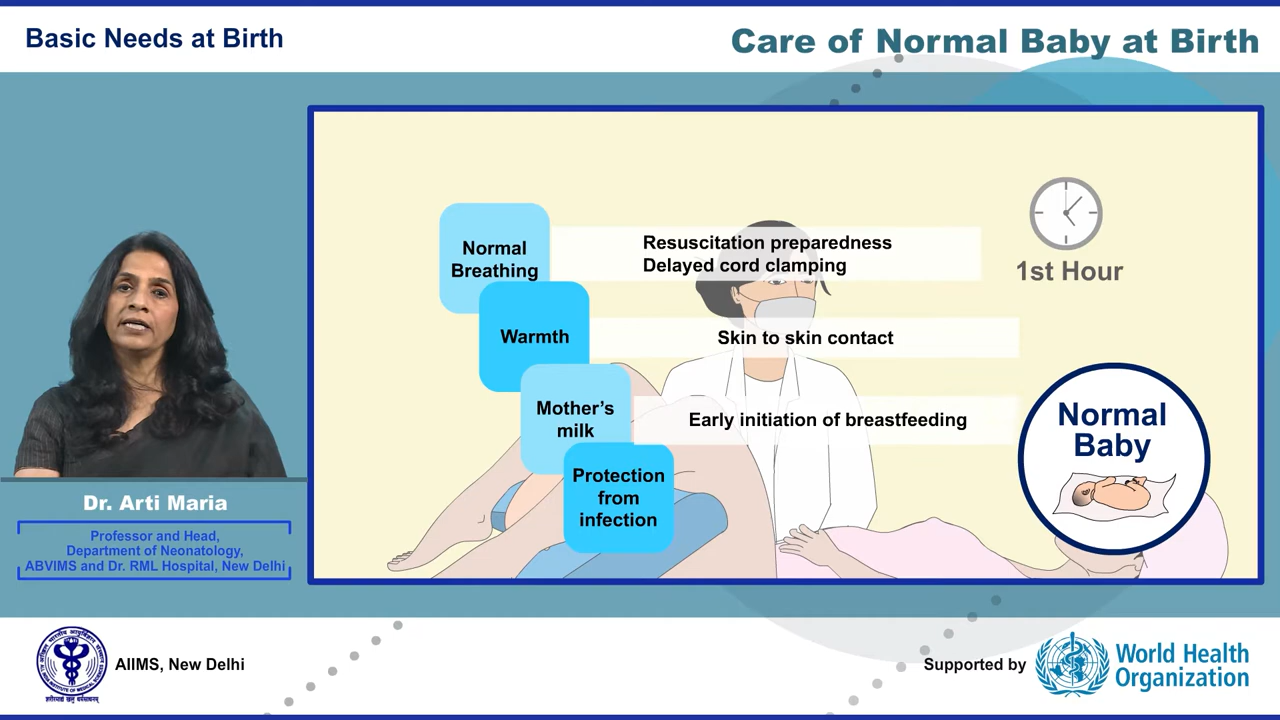 Basic Needs at Birth
Care of Normal Baby at Birth
Normal
Breathing
Resuscitation preparedness
Delayed cord clamping
1st Hour
Warmth
Skin to skin contact
Mother's
milk
Early initiation of breastfeeding
Protection
from
infection
Normal
Baby
Dr. Arti Maria
Professor and Head,
Department of Neonatology,
ABVIMS and Dr. RML Hospital, New Delhi
AIIMS, New Delhi
Supported by
World Health
Organization